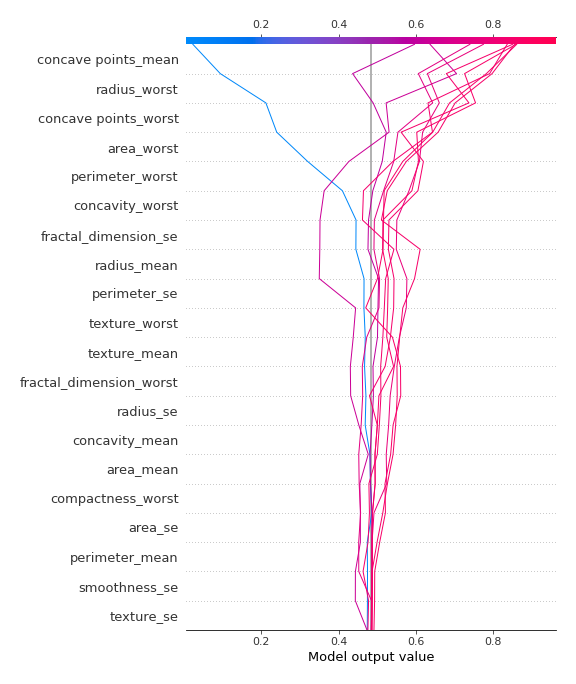 0.2 0.4 0.6 0.8
concave points_mean
radius_worst
concave points_worst
area_worst
perimeter_worst
concavity_worst
fractal_dimension_se
radius_mean
perimeter_se
texture_worst
texture_mean
fractal_dimension_worst
radius_se
concavity_mean
area_mean
compactness_worst
area_se
perimeter_mean
smoothness_se
texture_se
0.2 0.4 0.6 0.8
Model output value